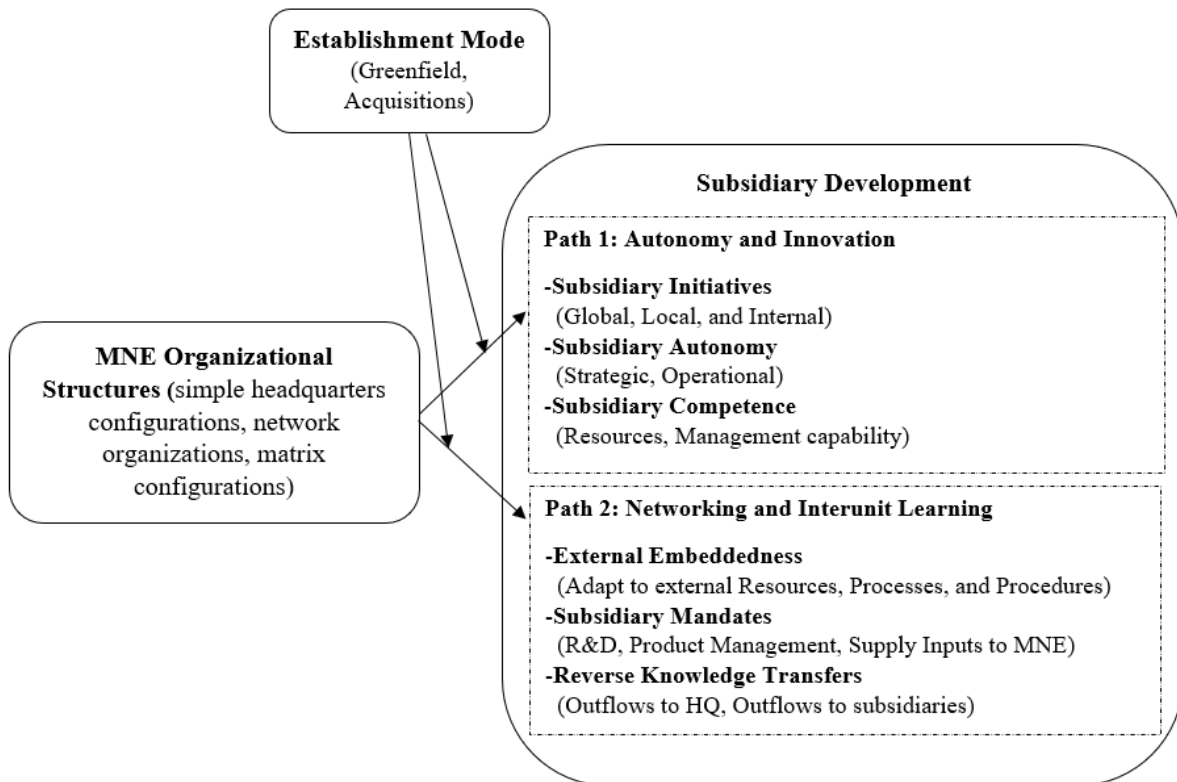 Establishment Mode
(Greenfield,
Acquisitions)
MNE Organizational
Structures (simple headquarters
configurations, network
organizations, matrix
configurations)
Subsidiary Development
Path 1: Autonomy and Innovation
-Subsidiary Initiatives
(Global, Local, and Internal)
-Subsidiary Autonomy
(Strategic, Operational)
-Subsidiary Competence
(Resources, Management capability)
Path 2: Networking and Interunit Learning
-External Embeddedness
(Adapt to external Resources, Processes, and Procedures)
-Subsidiary Mandates
(R&D, Product Management, Supply Inputs to MNE)
-Reverse Knowledge Transfers
(Outflows to HQ, Outflows to subsidiaries)